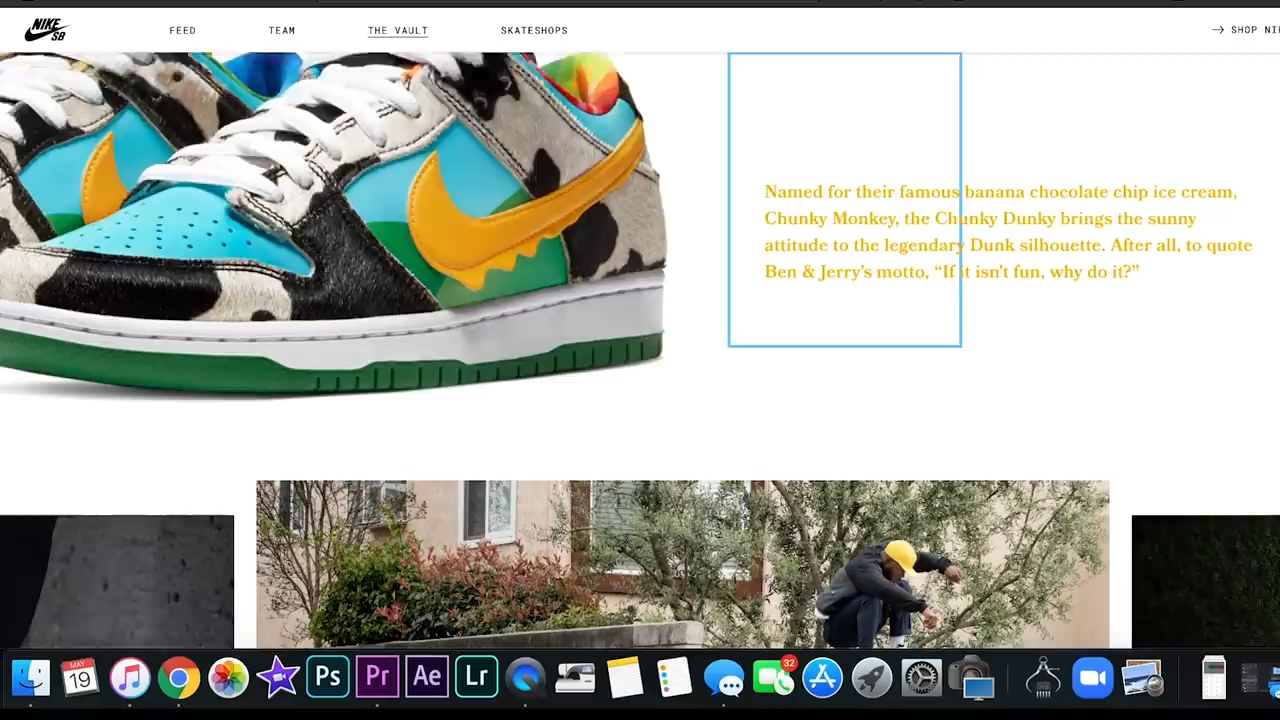 NIKE SB
FEED
TEAM
THE VAULT
SKATESHOPS
→ SHOP NI
Named for their famous banana chocolate chip ice cream,
Chunky Monkey, the Chunky Dunky brings the sunny
attitude to the legendary Dunk silhouette. After all, to quote
Ben & Jerry’s motto, “If it isn’t fun, why do it?”
MAY
19
Ps
Pr
Ae
Lr
32